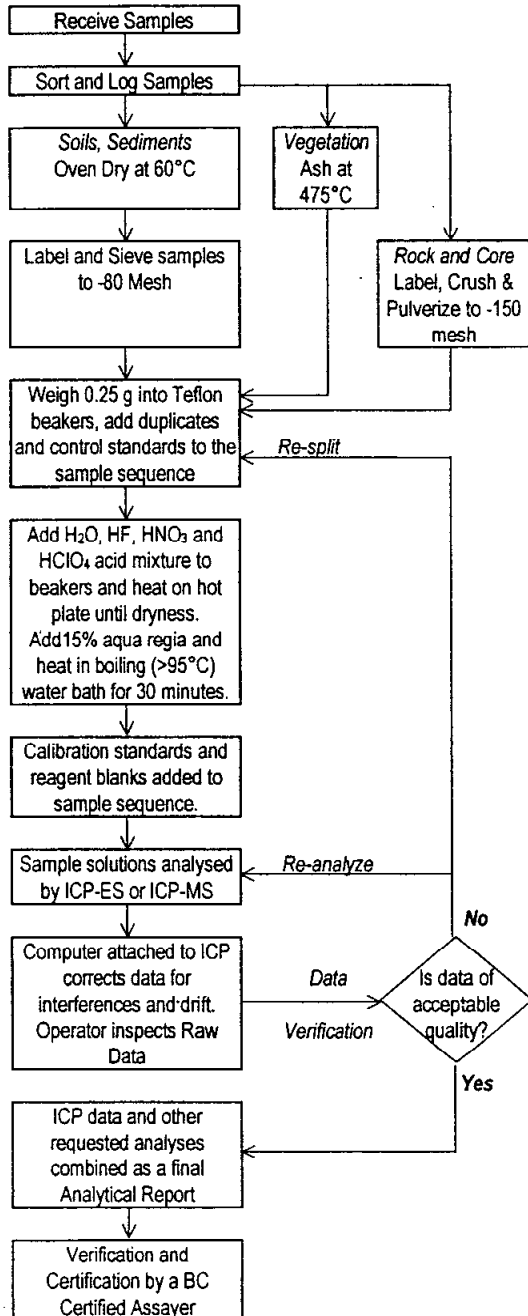 Receive Samples
Sort and Log Samples
Soils, Sediments
Oven Dry at 60°C
Vegetation
Ash at
475°C
Label and Sieve samples
to -80 Mesh
Rock and Core
Label, Crush &
Pulverize to -150
mesh
Weigh 0.25 g into Teflon
beakers, add duplicates
and control standards to the
sample sequence
Re-split
Add H₂O, HF, HNO₃ and
HClO₄ acid mixture to
beakers and heat on hot
plate until dryness.
Add15% aqua regia and
heat in boiling (>95°C)
water bath for 30 minutes.
Calibration standards and
reagent blanks added to
sample sequence.
Sample solutions analysed
by ICP-ES or ICP-MS
Re-analyze
No
Computer attached to ICP
corrects data for
interferences and drift.
Operator inspects Raw
Data
Data
Verification
Is data of
acceptable
quality?
Yes
ICP data and other
requested analyses
combined as a final
Analytical Report
Verification and
Certification by a BC
Certified Assayer